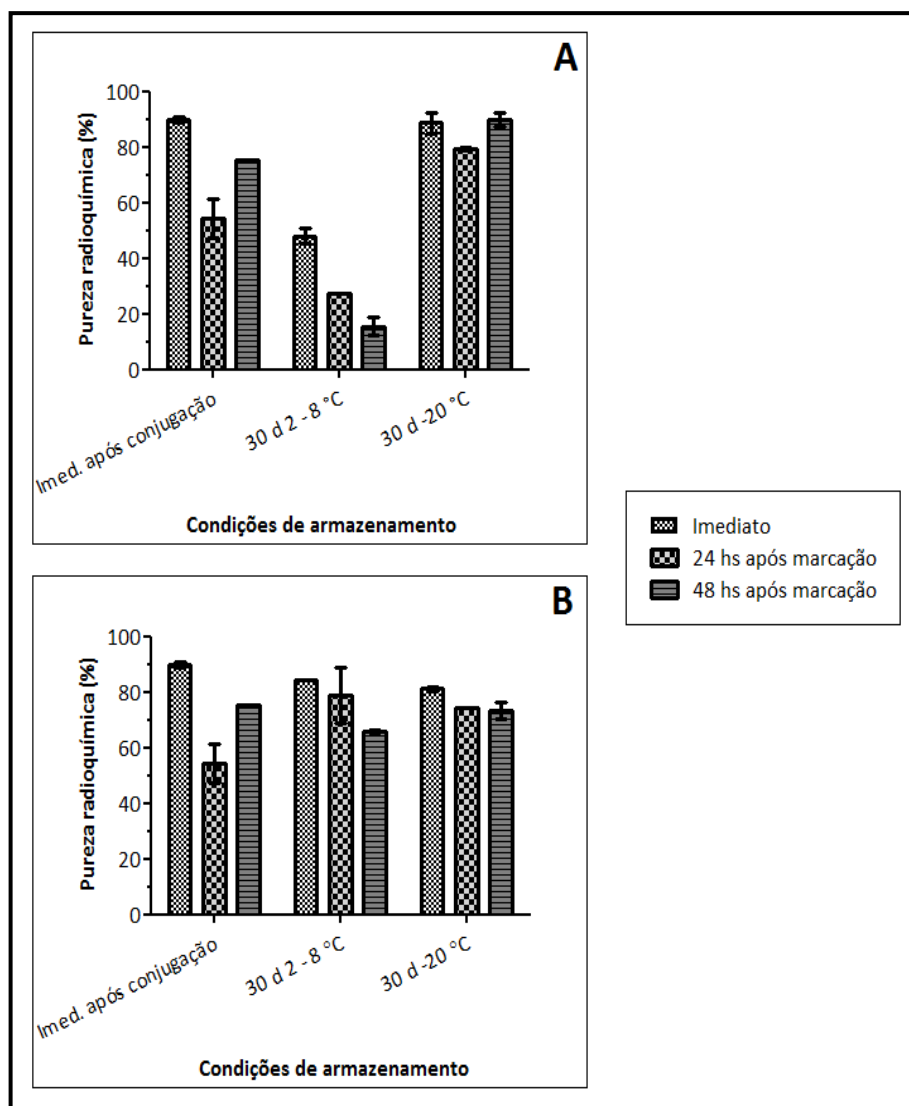 A
Pureza radioquímica (%)
100
80
60
40
20
0
Imed. após conjugação
30 d 2 - 8 °C
30 d -20 °C
Condições de armazenamento
Imediato
24 hs após marcação
48 hs após marcação
B
Pureza radioquímica (%)
100
80
60
40
20
0
Imed. após conjugação
30 d 2 - 8 °C
30 d -20 °C
Condições de armazenamento